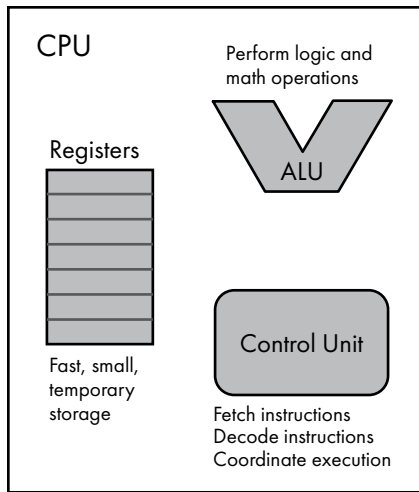 CPU
Perform logic and
math operations
ALU
Registers
Fast, small,
temporary
storage
Control Unit
Fetch instructions
Decode instructions
Coordinate execution